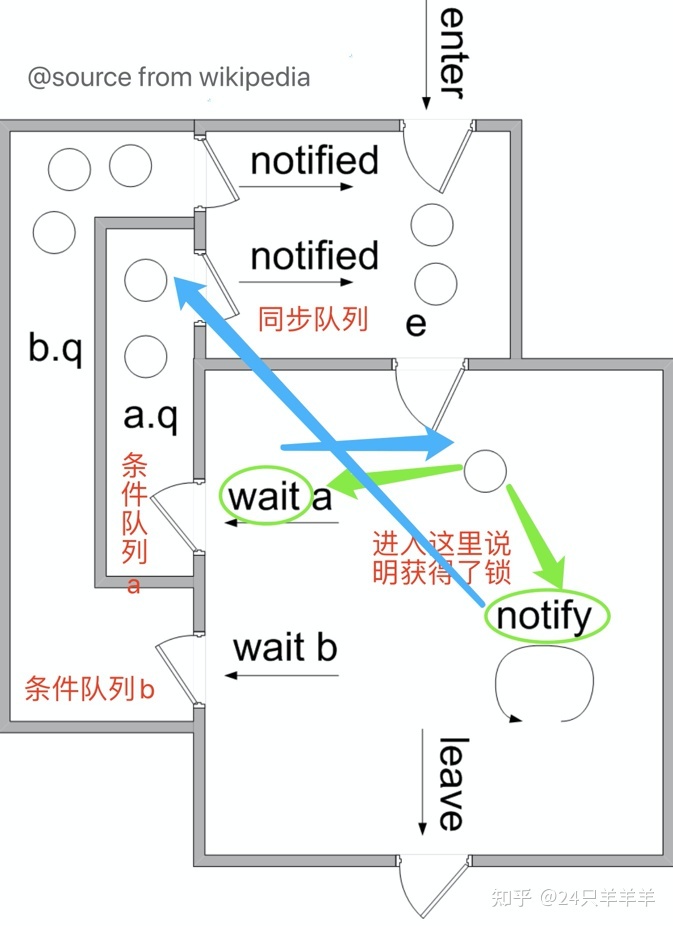 enter
@source from wikipedia
notified
notified
同步队列
e
b.q
a.q
条件队列a
wait a
进入这里说
明获得了锁
notify
wait b
条件队列b
leave
知乎 @24只羊羊羊